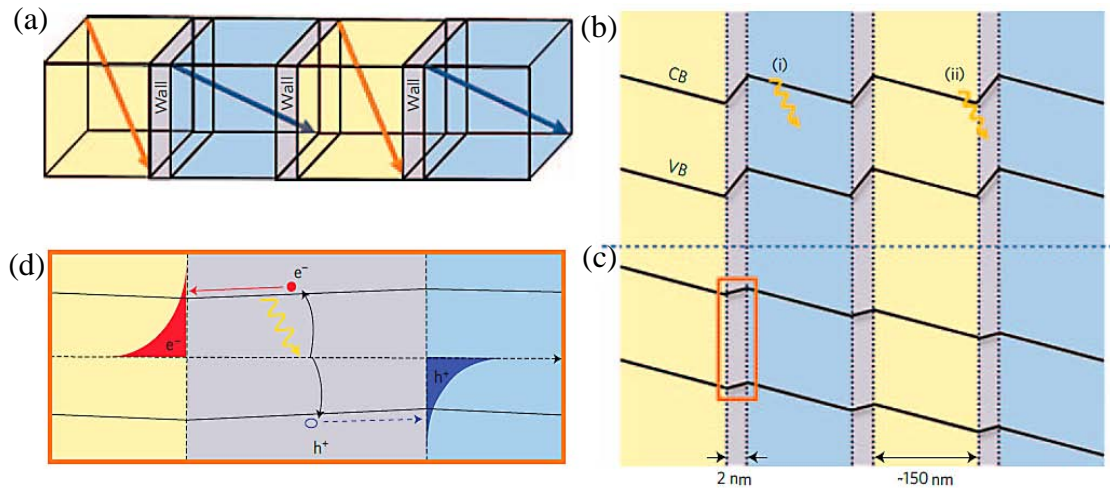 (a)
Wall
Wall
Wall
(b)
CB
(i)
(ii)
VB
(c)
2 nm
~150 nm
(d)
e⁻
e⁻
h⁺
h⁺